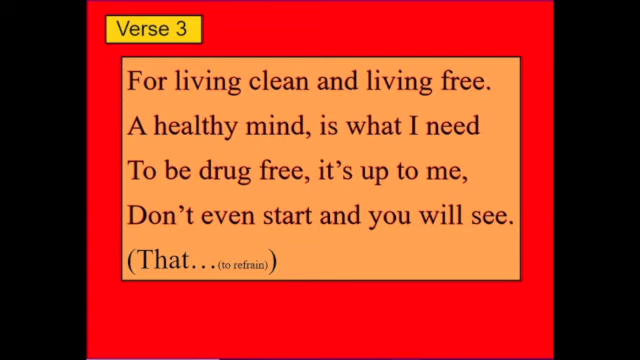 Verse 3
For living clean and living free.
A healthy mind, is what I need
To be drug free, it's up to me,
Don't even start and you will see.
(That…(to refrain))